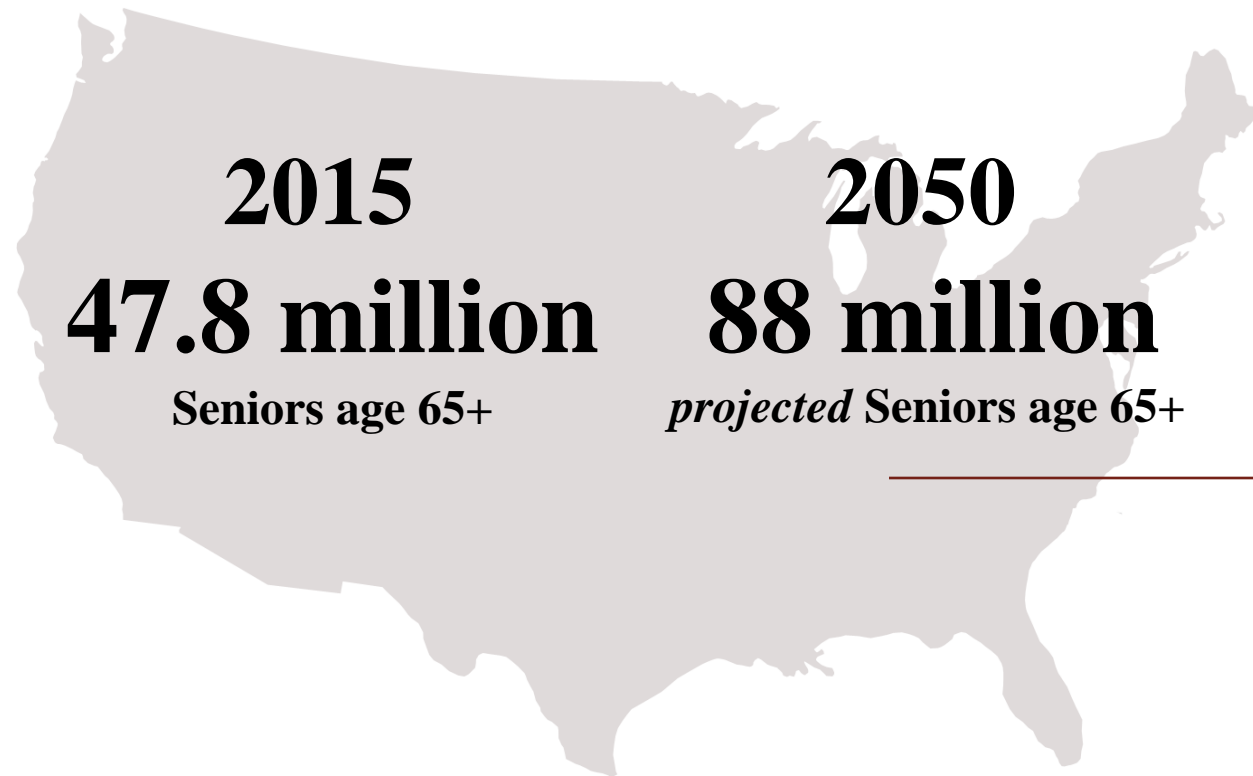 2015
47.8 million
Seniors age 65+
2050
88 million
projected Seniors age 65+